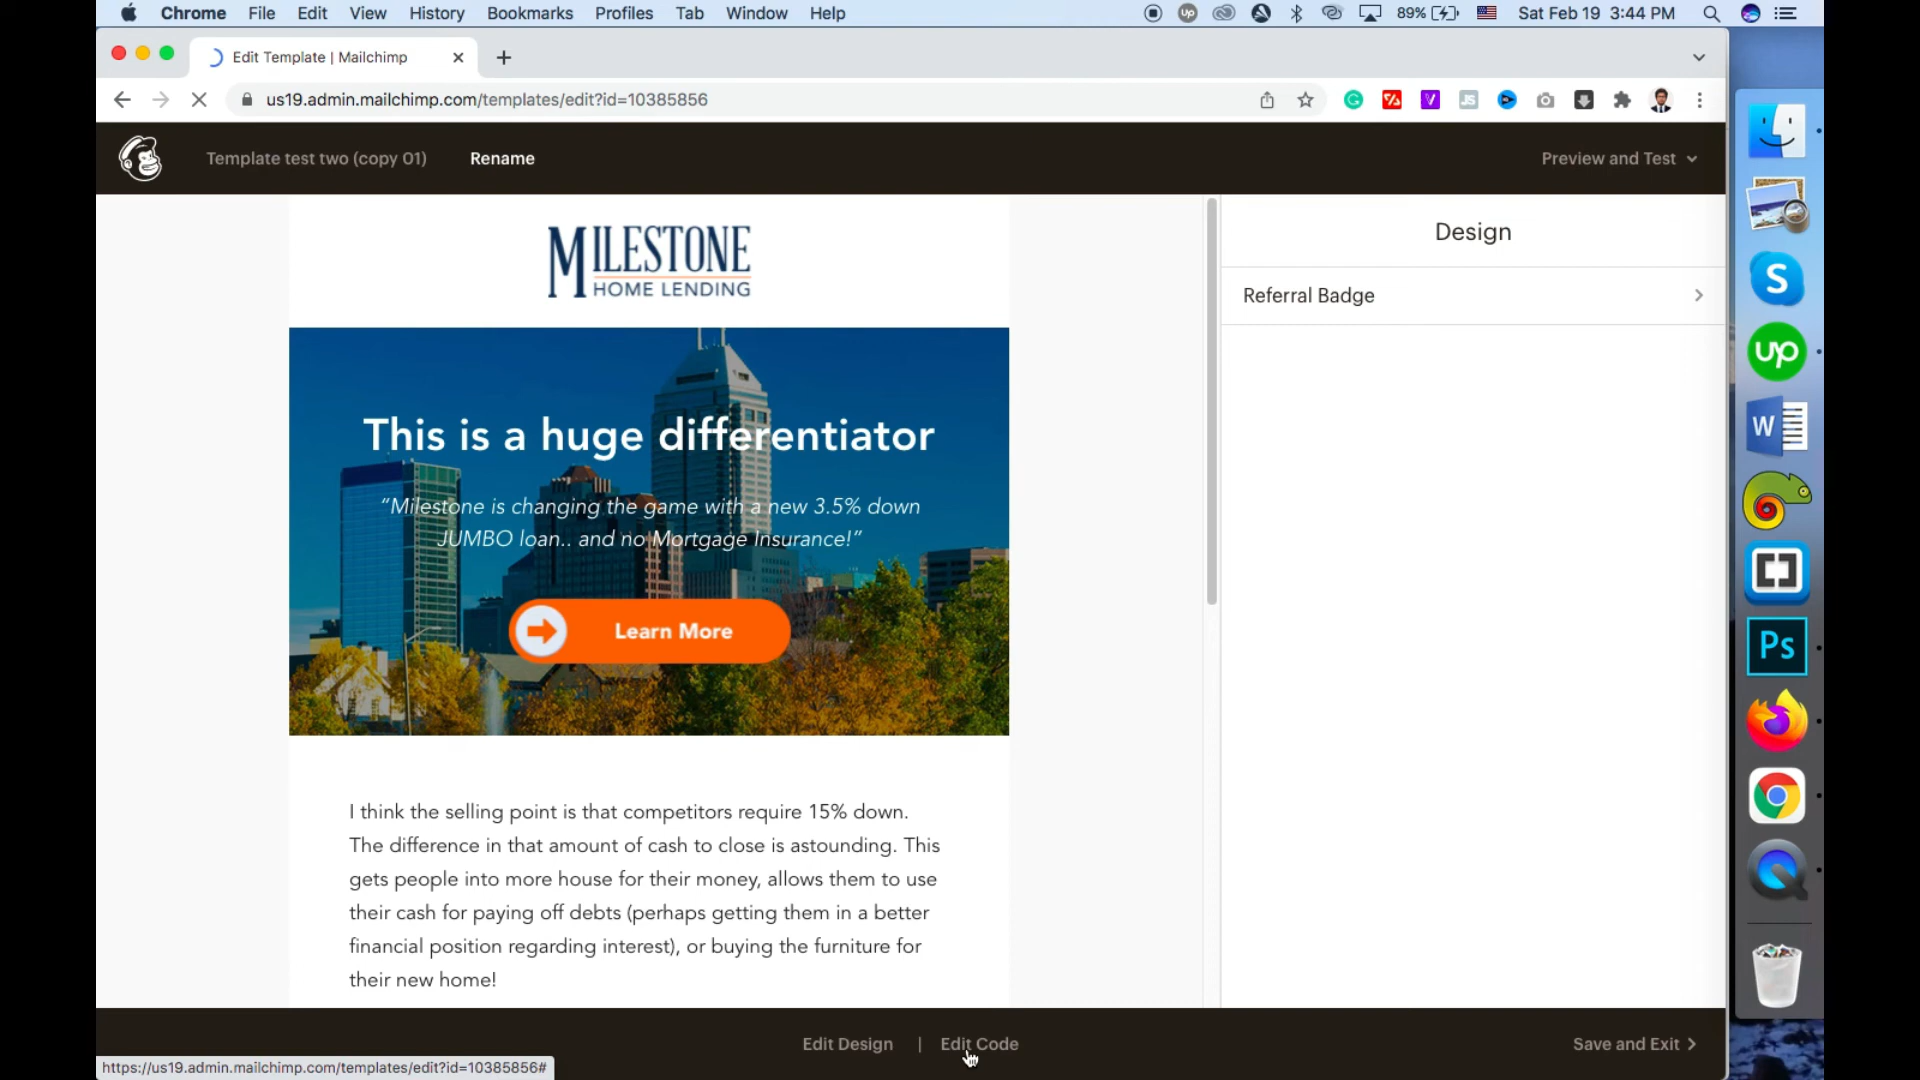 Chrome File Edit View History Bookmarks Profiles Tab Window Help
up 89% Sat Feb 19 3:44 PM
Edit Template | Mailchimp
us19.admin.mailchimp.com/templates/edit?id=10385856
JS
Template test two (copy 01) Rename Preview and Test
MILESTONE
HOME LENDING
Design
Referral Badge
This is a huge differentiator
“Milestone is changing the game with a new 3.5% down
JUMBO loan.. and no Mortgage Insurance!”
Learn More
I think the selling point is that competitors require 15% down.
The difference in that amount of cash to close is astounding. This
gets people into more house for their money, allows them to use
their cash for paying off debts (perhaps getting them in a better
financial position regarding interest), or buying the furniture for
their new home!
S
up
W
Ps
Edit Design | Edit Code
Save and Exit
https://us19.admin.mailchimp.com/templates/edit?id=10385856#